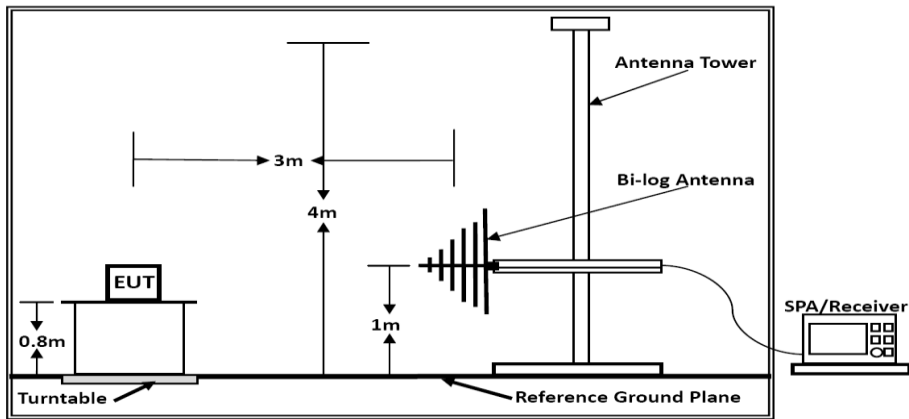 Antenna Tower
3m
Bi-log Antenna
4m
EUT
SPA/Receiver
0.8m
1m
Turntable
Reference Ground Plane